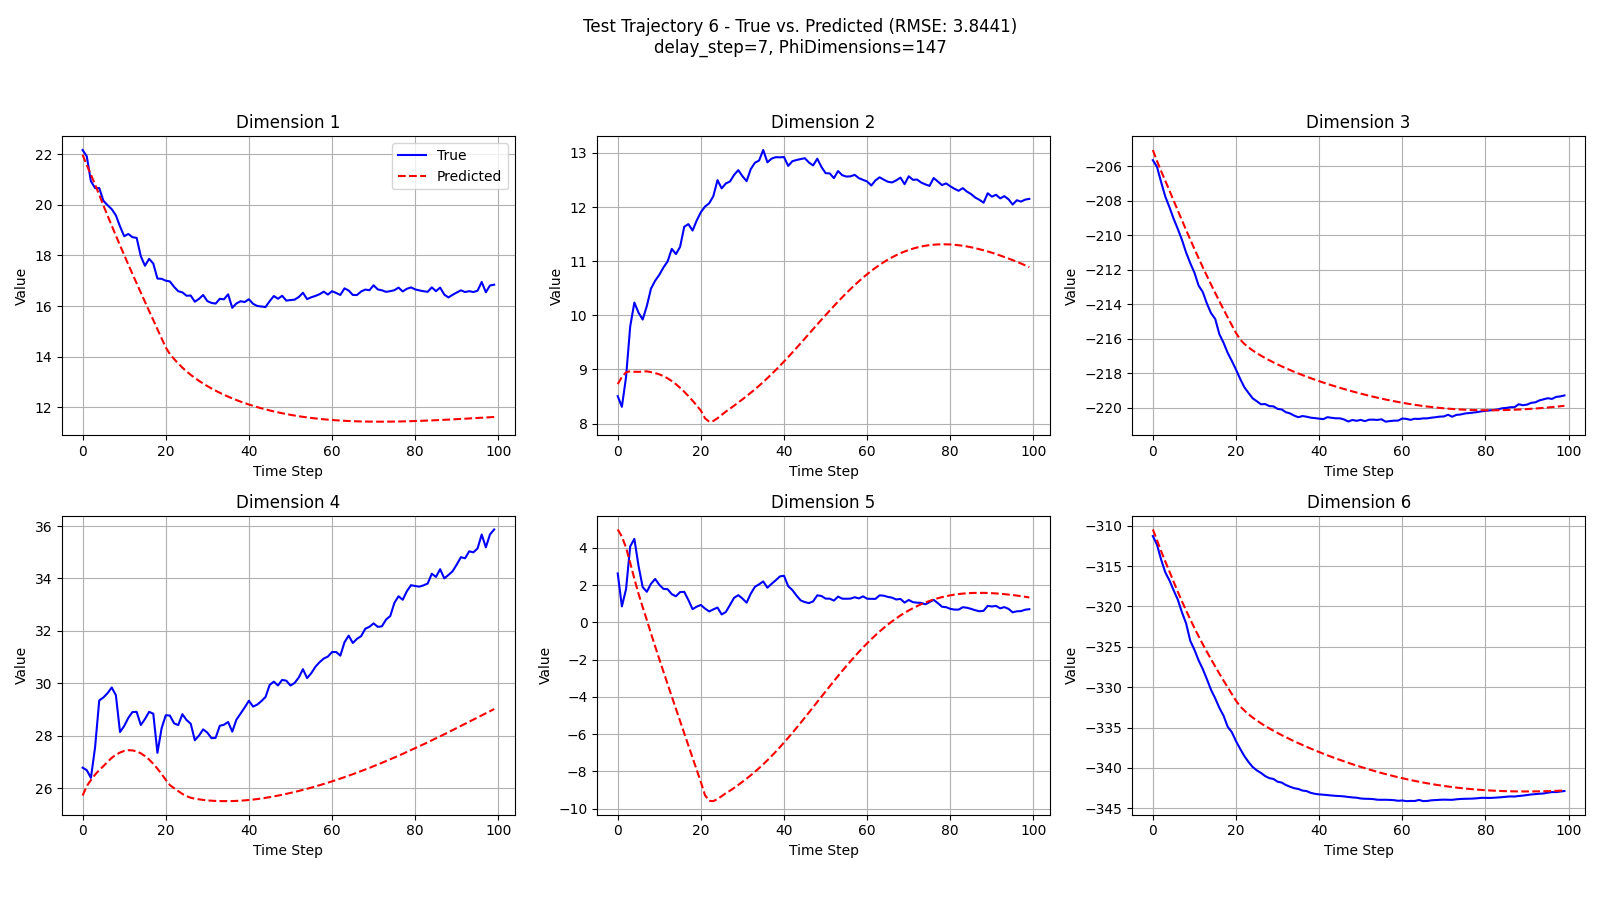 Test Trajectory 6 - True vs. Predicted (RMSE: 3.8441)
delay_step=7, PhiDimensions=147
Dimension 1
Value
22
20
18
16
14
12
0 20 40 60 80 100
Time Step
True
Predicted
Dimension 2
Value
13
12
11
10
9
8
0 20 40 60 80 100
Time Step
Dimension 3
Value
−206
−208
−210
−212
−214
−216
−218
−220
0 20 40 60 80 100
Time Step
Dimension 4
Value
36
34
32
30
28
26
0 20 40 60 80 100
Time Step
Dimension 5
Value
4
2
0
−2
−4
−6
−8
−10
0 20 40 60 80 100
Time Step
Dimension 6
Value
−310
−315
−320
−325
−330
−335
−340
−345
0 20 40 60 80 100
Time Step